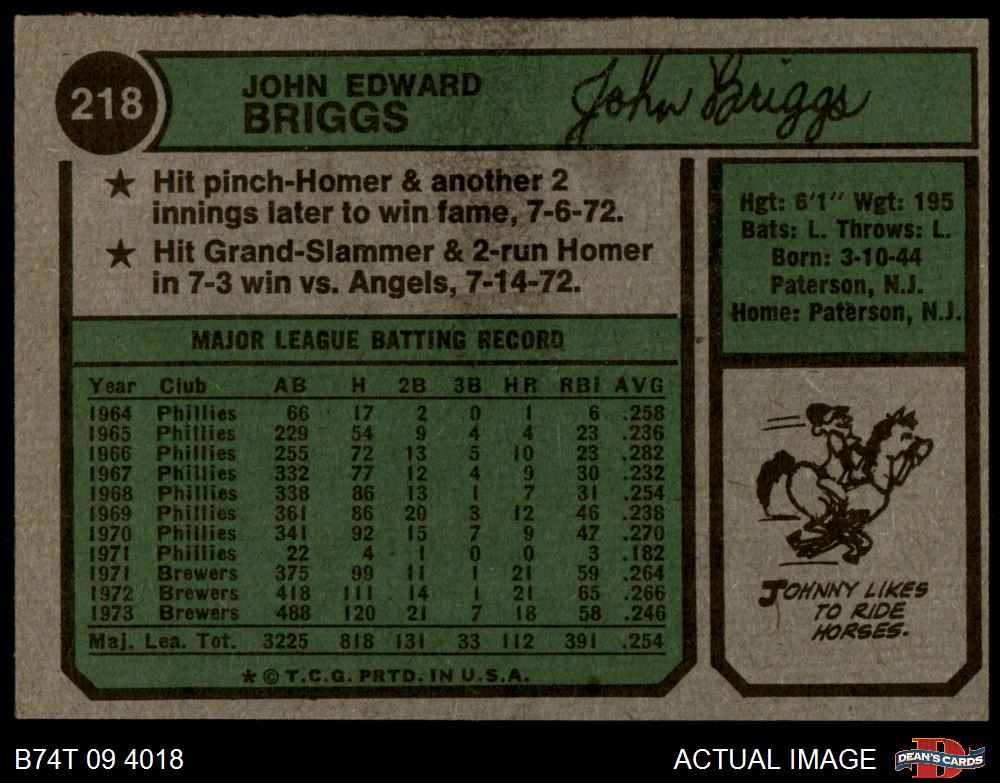 218
JOHN EDWARD
BRIGGS
John Briggs
★ Hit pinch-Homer & another 2
innings later to win fame, 7-6-72.
★ Hit Grand-Slammer & 2-run Homer
in 7-3 win vs. Angels, 7-14-72.
Hgt: 6'1" Wgt: 195
Bats: L. Throws: L.
Born: 3-10-44
Paterson, N.J.
Home: Paterson, N.J.
MAJOR LEAGUE BATTING RECORD
Year Club AB H 2B 3B HR RBI AVG
1964 Phillies 66 17 2 0 1 6 .258
1965 Phillies 229 54 9 4 4 23 .236
1966 Phillies 255 72 13 5 10 23 .282
1967 Phillies 332 77 12 4 9 30 .232
1968 Phillies 338 86 13 1 7 31 .254
1969 Phillies 361 86 20 3 12 46 .238
1970 Phillies 341 92 15 7 9 47 .270
1971 Phillies 22 4 1 0 0 3 .182
1971 Brewers 375 99 11 1 21 59 .264
1972 Brewers 418 111 14 1 21 65 .266
1973 Brewers 488 120 21 7 18 58 .246
Maj. Lea. Tot. 3225 818 131 33 112 391 .254
* © T.C.G. PRTD. IN U.S.A.
JOHNNY LIKES
TO RIDE
HORSES.
B74T 09 4018
ACTUAL IMAGE
D
DEAN'S CARDS